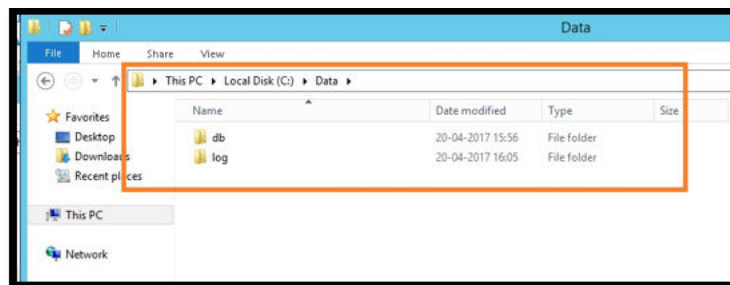 Data
File Home Share View
This PC Local Disk (C:) Data
Name Date modified Type Size
Favorites
Desktop
Downloads
Recent places
This PC
Network
db 20-04-2017 15:56 File folder
log 20-04-2017 16:05 File folder